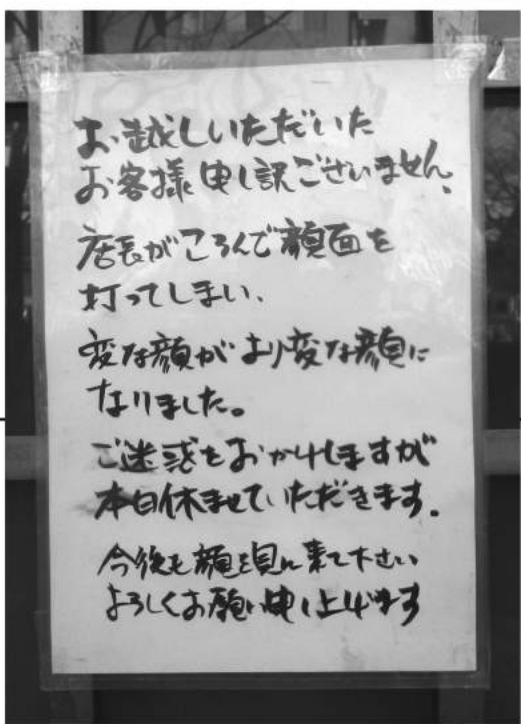 お越しいただいた
お客様申し訳ございません、
店長がころんで顔面を
打ってしまい、
変な顔がより変な顔に
なりました。
ご迷惑をおかけしますが
本日休ませていただきます。
今後も顔を見に来て下さい
よろしくお願い申し上げます